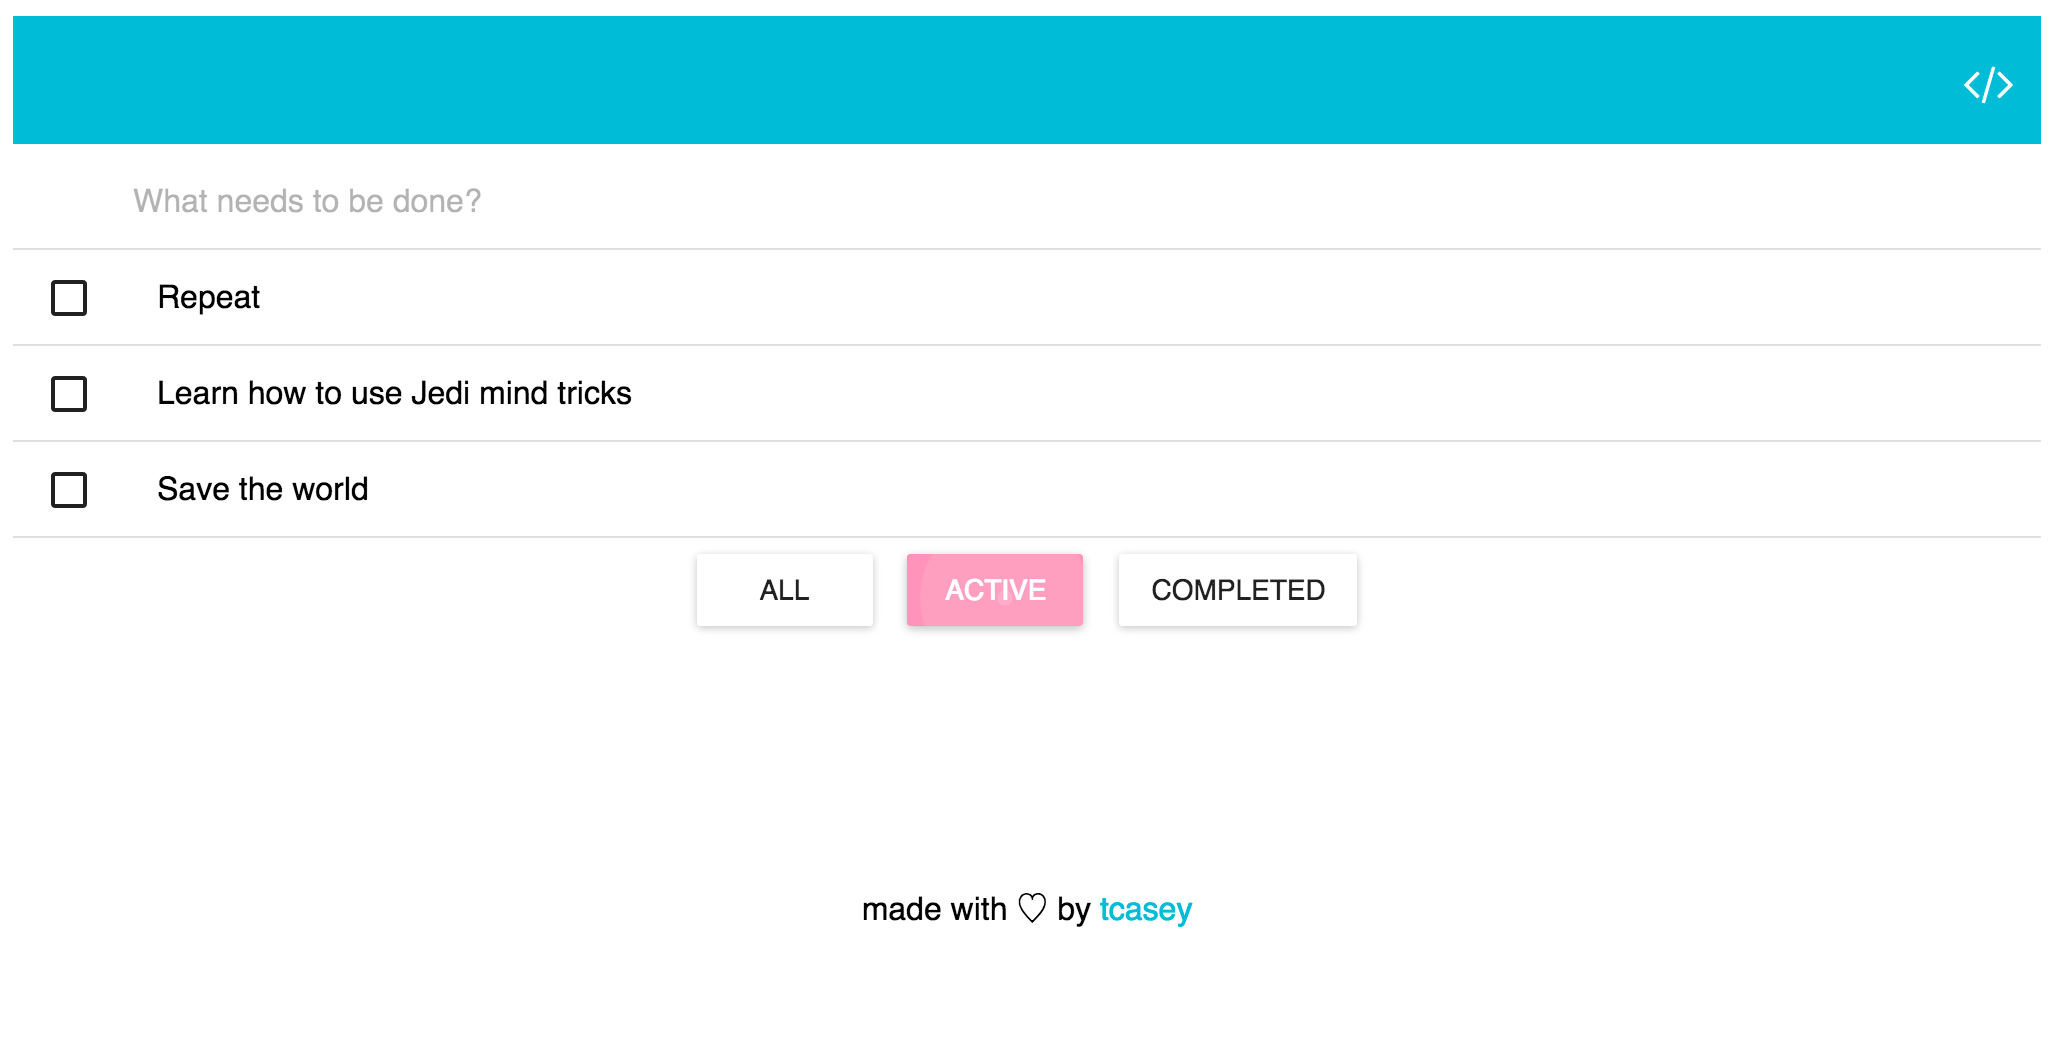 </>
What needs to be done?
Repeat
Learn how to use Jedi mind tricks
Save the world
ALL ACTIVE COMPLETED
made with ♡ by tcasey